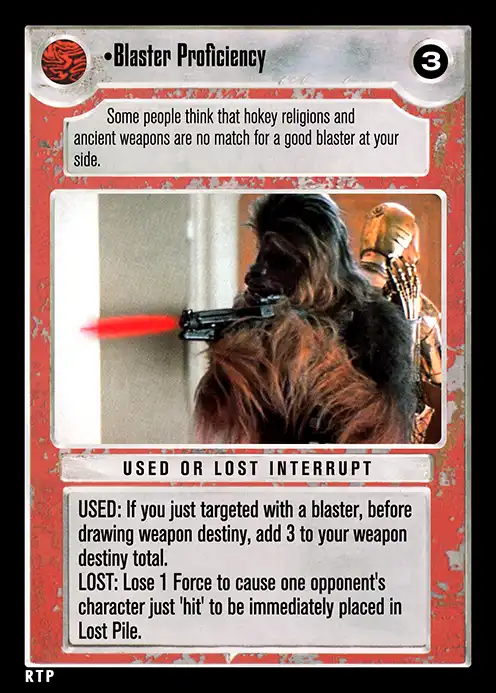 •Blaster Proficiency
3
Some people think that hokey religions and
ancient weapons are no match for a good blaster at your
side.
USED OR LOST INTERRUPT
USED: If you just targeted with a blaster, before
drawing weapon destiny, add 3 to your weapon
destiny total.
LOST: Lose 1 Force to cause one opponent's
character just 'hit' to be immediately placed in
Lost Pile.
RTP